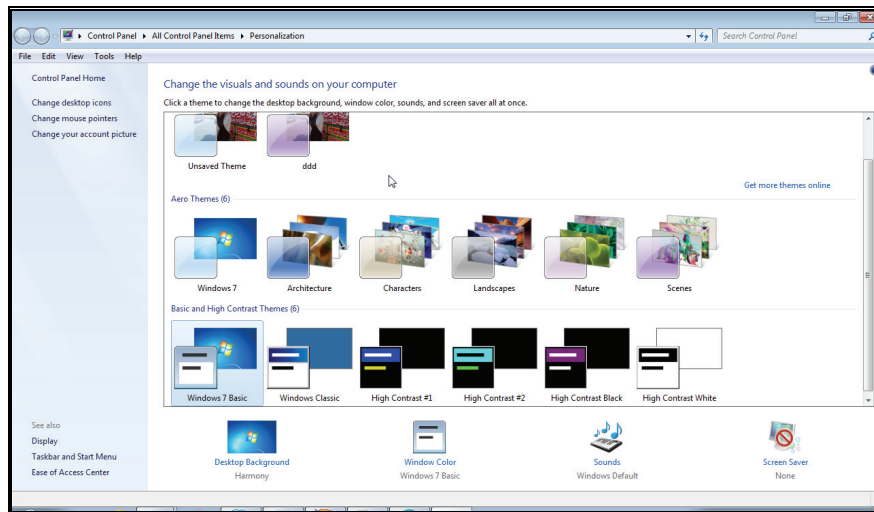 Control Panel ▸ All Control Panel Items ▸ Personalization
Search Control Panel
File Edit View Tools Help
Control Panel Home
Change desktop icons
Change mouse pointers
Change your account picture
Change the visuals and sounds on your computer
Click a theme to change the desktop background, window color, sounds, and screen saver all at once.
Unsaved Theme ddd
Get more themes online
Aero Themes (6)
Windows 7 Architecture Characters Landscapes Nature Scenes
Basic and High Contrast Themes (6)
Windows 7 Basic Windows Classic High Contrast #1 High Contrast #2 High Contrast Black High Contrast White
See also
Display
Taskbar and Start Menu
Ease of Access Center
Desktop Background Window Color Sounds Screen Saver
Harmony Windows 7 Basic Windows Default None